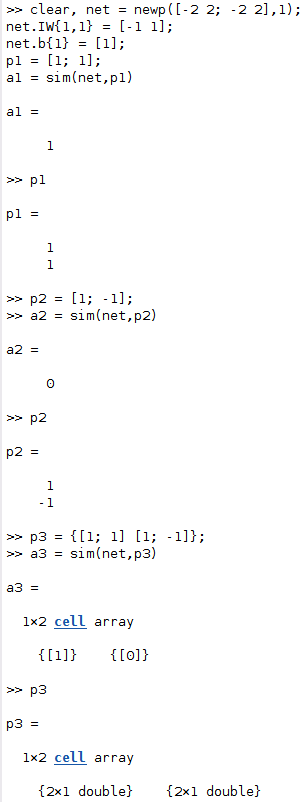 >> clear, net = newp([-2 2; -2 2],1);
net.IW{1,1} = [-1 1];
net.b{1} = [1];
p1 = [1; 1];
a1 = sim(net,p1)
a1 =
1
>> p1
p1 =
1
1
>> p2 = [1; -1];
>> a2 = sim(net,p2)
a2 =
0
>> p2
p2 =
1
-1
>> p3 = {[1; 1] [1; -1]};
>> a3 = sim(net,p3)
a3 =
1×2 cell array
{[1]} {[0]}
>> p3
p3 =
1×2 cell array
{2×1 double} {2×1 double}